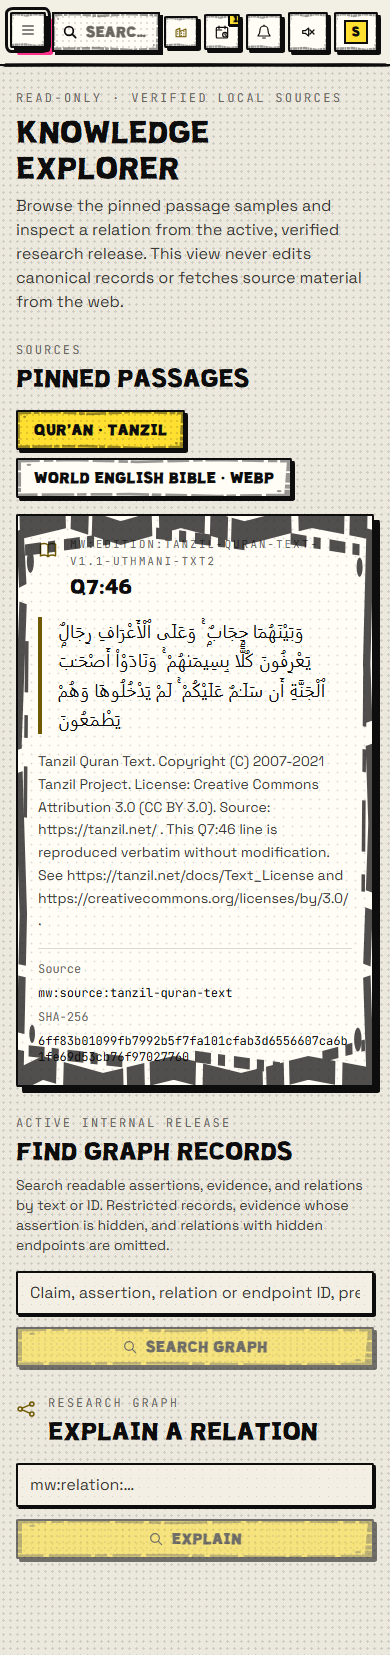 SEARC…
1
S
READ-ONLY · VERIFIED LOCAL SOURCES
KNOWLEDGE
EXPLORER
Browse the pinned passage samples and
inspect a relation from the active, verified
research release. This view never edits
canonical records or fetches source material
from the web.
SOURCES
PINNED PASSAGES
QUR'AN · TANZIL
WORLD ENGLISH BIBLE · WEBP
MW:EDITION:TANZIL-QURAN-TEXT-
V1.1-UTHMANI-TXT2
Q7:46
وَبَيْنَهُمَا حِجَابٌۭ ۚ وَعَلَى ٱلْأَعْرَافِ رِجَالٌۭ
يَعْرِفُونَ كُلًّۢا بِسِيمَىٰهُمْ ۚ وَنَادَوْا۟ أَصْحَـٰبَ
ٱلْجَنَّةِ أَن سَلَـٰمٌ عَلَيْكُمْ ۚ لَمْ يَدْخُلُوهَا وَهُمْ
يَطْمَعُونَ
Tanzil Quran Text. Copyright (C) 2007-2021
Tanzil Project. License: Creative Commons
Attribution 3.0 (CC BY 3.0). Source:
https://tanzil.net/ . This Q7:46 line is
reproduced verbatim without modification.
See https://tanzil.net/docs/Text_License and
https://creativecommons.org/licenses/by/3.0/
.
Source
mw:source:tanzil-quran-text
SHA-256
6ff83b01099fb7992b5f7fa101cfab3d6556607ca6b
1fe69d53cb76f97027760
ACTIVE INTERNAL RELEASE
FIND GRAPH RECORDS
Search readable assertions, evidence, and relations
by text or ID. Restricted records, evidence whose
assertion is hidden, and relations with hidden
endpoints are omitted.
Claim, assertion, relation or endpoint ID, pre
SEARCH GRAPH
RESEARCH GRAPH
EXPLAIN A RELATION
mw:relation:…
EXPLAIN